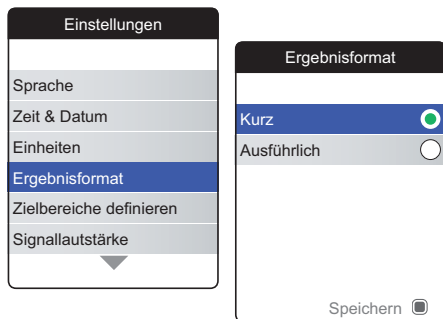 Einstellungen
Sprache
Zeit & Datum
Einheiten
Ergebnisformat
Zielbereiche definieren
Signallautstärke
Ergebnisformat
Kurz
Ausführlich
Speichern